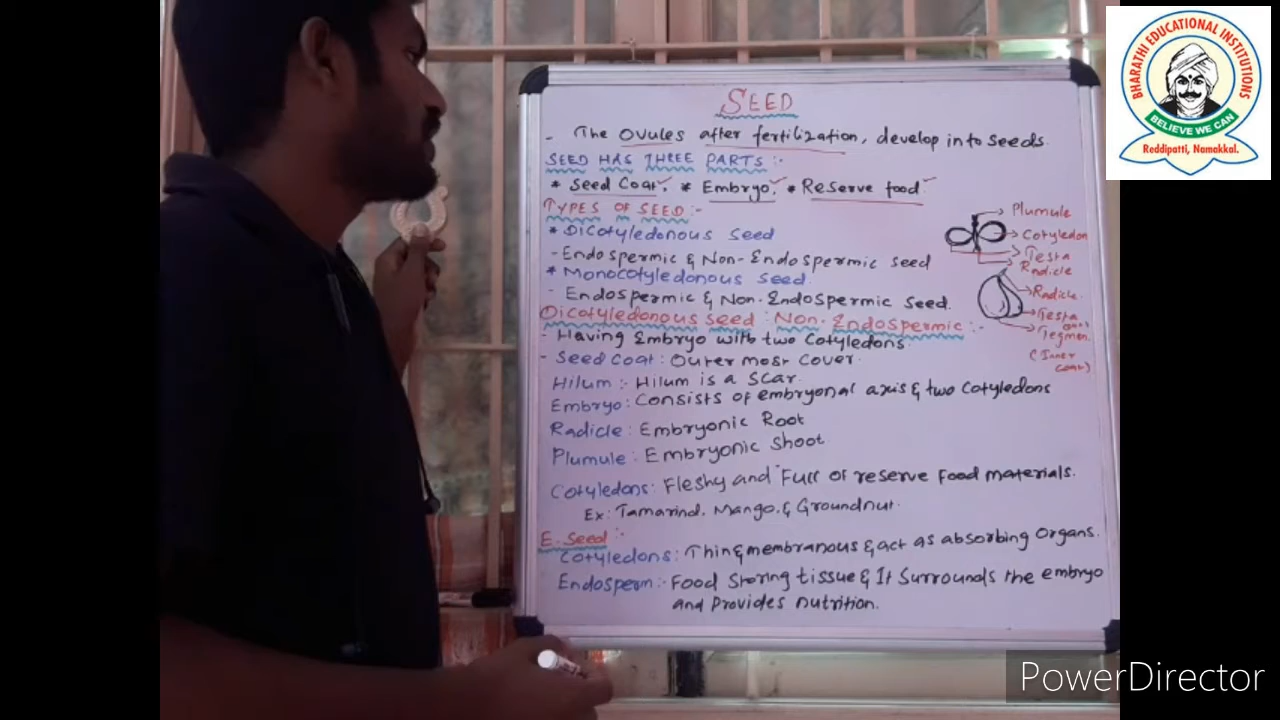 SEED
- The ovules after fertilization, develop into seeds.
SEED HAS THREE PARTS:-
* Seed Coat, * Embryo, * Reserve food
TYPES OF SEED:-
* Dicotyledonous Seed
- Endospermic & Non-Endospermic seed
* Monocotyledonous seed
- Endospermic & Non-Endospermic Seed.
Dicotyledonous seed: Non-Endospermic:-
- Having Embryo with two Cotyledons
- Seed Coat: Outer most Cover.
Hilum:- Hilum is a Scar.
Embryo: Consists of embryonal axis & two Cotyledons
Radicle: Embryonic Root
Plumule: Embryonic Shoot
Cotyledons: Fleshy and Full of reserve Food materials.
Ex: Tamarind, Mango, & Groundnut.
E. Seed:-
Cotyledons: Thin & membranous & act as absorbing Organs.
Endosperm:- Food Storing tissue & It Surrounds the embryo
and Provides nutrition.
Plumule
Cotyledon
Testa
Radicle
Radicle
Testa
Tegmen
(Inner
coat)
BHARATHI EDUCATIONAL INSTITUTIONS
BELIEVE WE CAN
Reddipatti, Namakkal.
PowerDirector